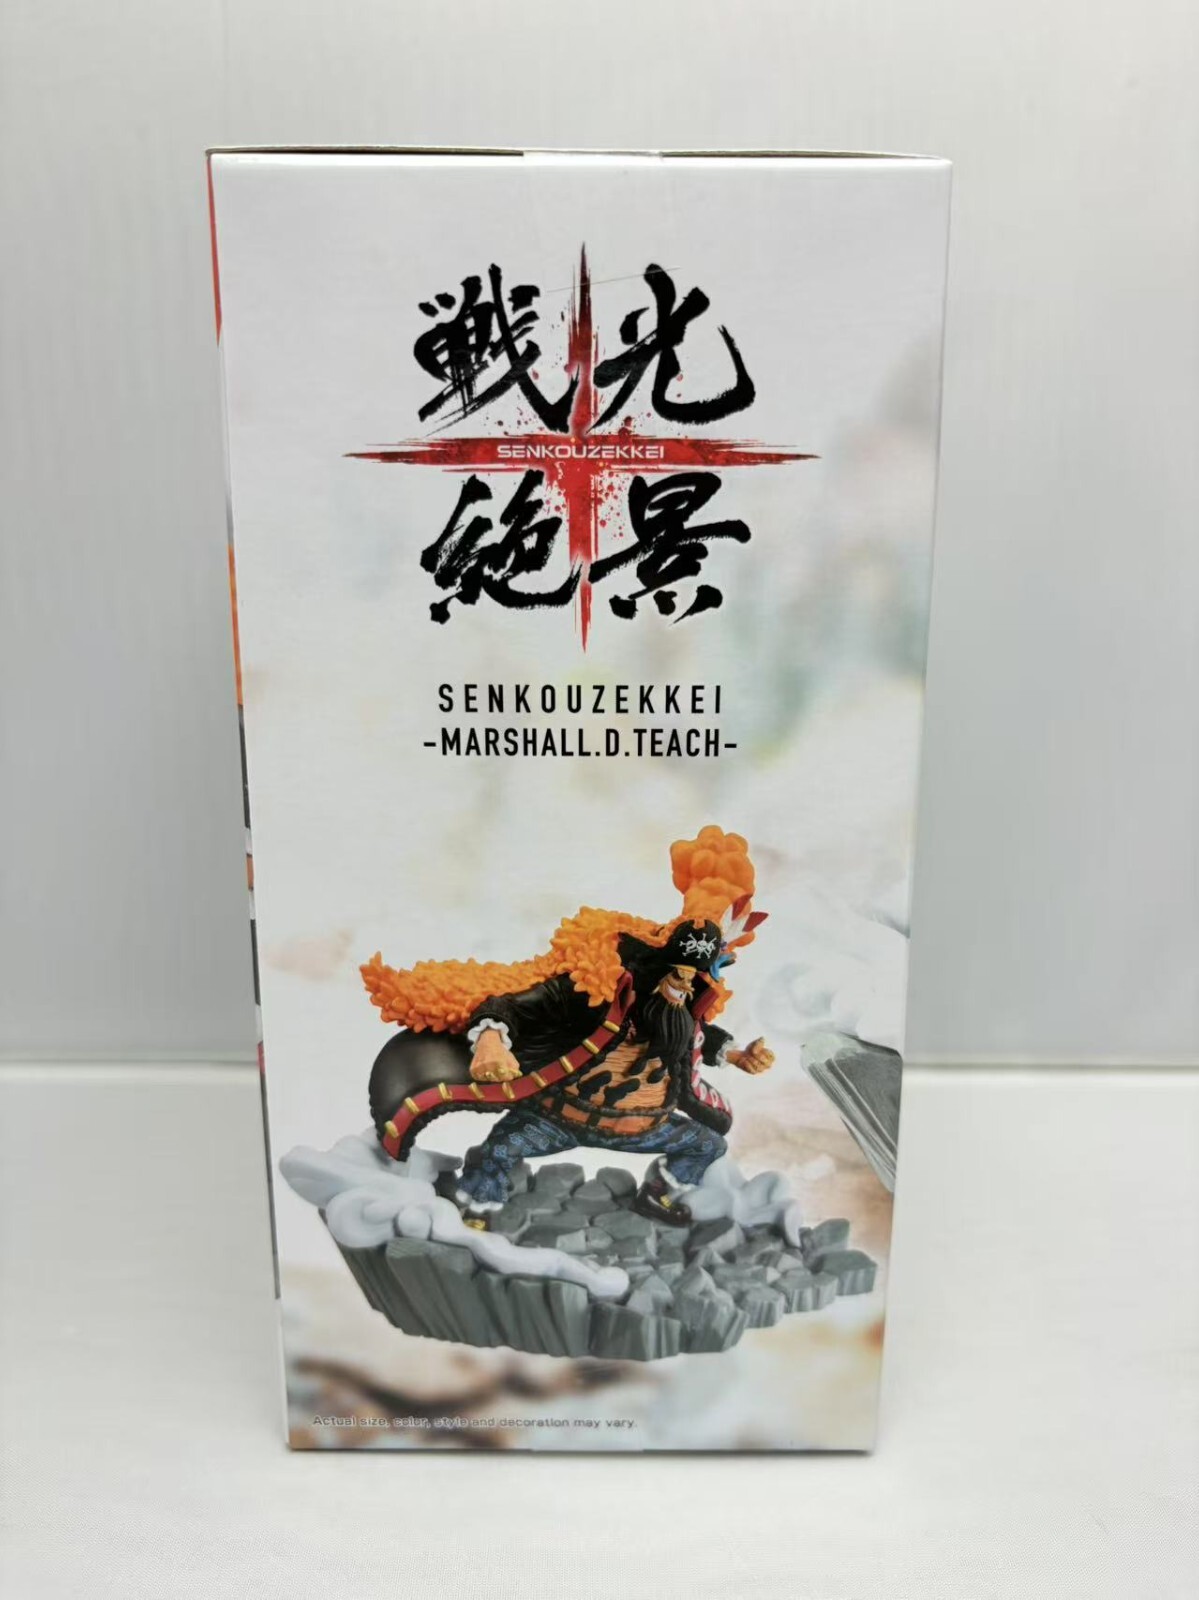 戦光
SENKOUZEKKEI
絶景
SENKOUZEKKEI
-MARSHALL.D.TEACH-
Actual size, color, style and decoration may vary.